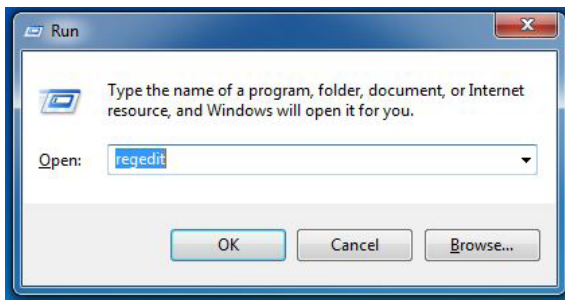 Run
Type the name of a program, folder, document, or Internet
resource, and Windows will open it for you.
Open: regedit
OK Cancel Browse...